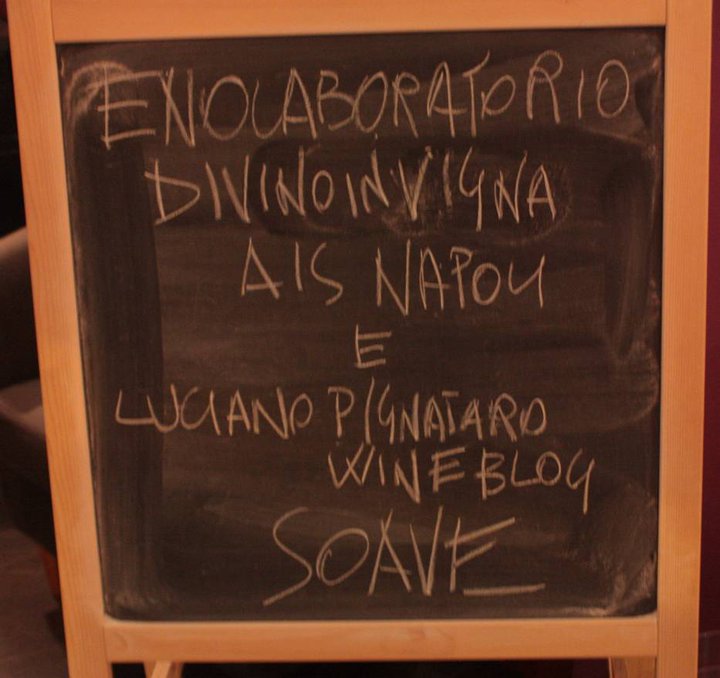 ENOLABORATORIO
DIVINOINVIGNA
AIS NAPOLI
E
LUCIANO PIGNATARO
WINEBLOG
SOAVE